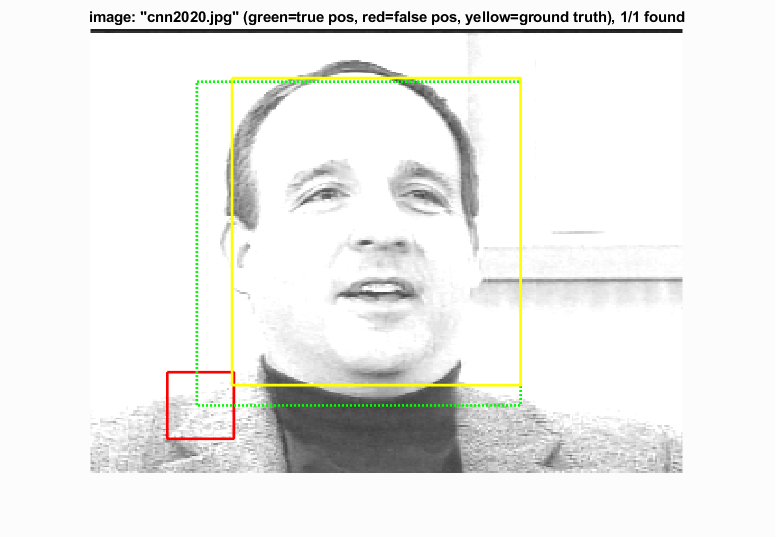 image: "cnn2020.jpg" (green=true pos, red=false pos, yellow=ground truth), 1/1 found